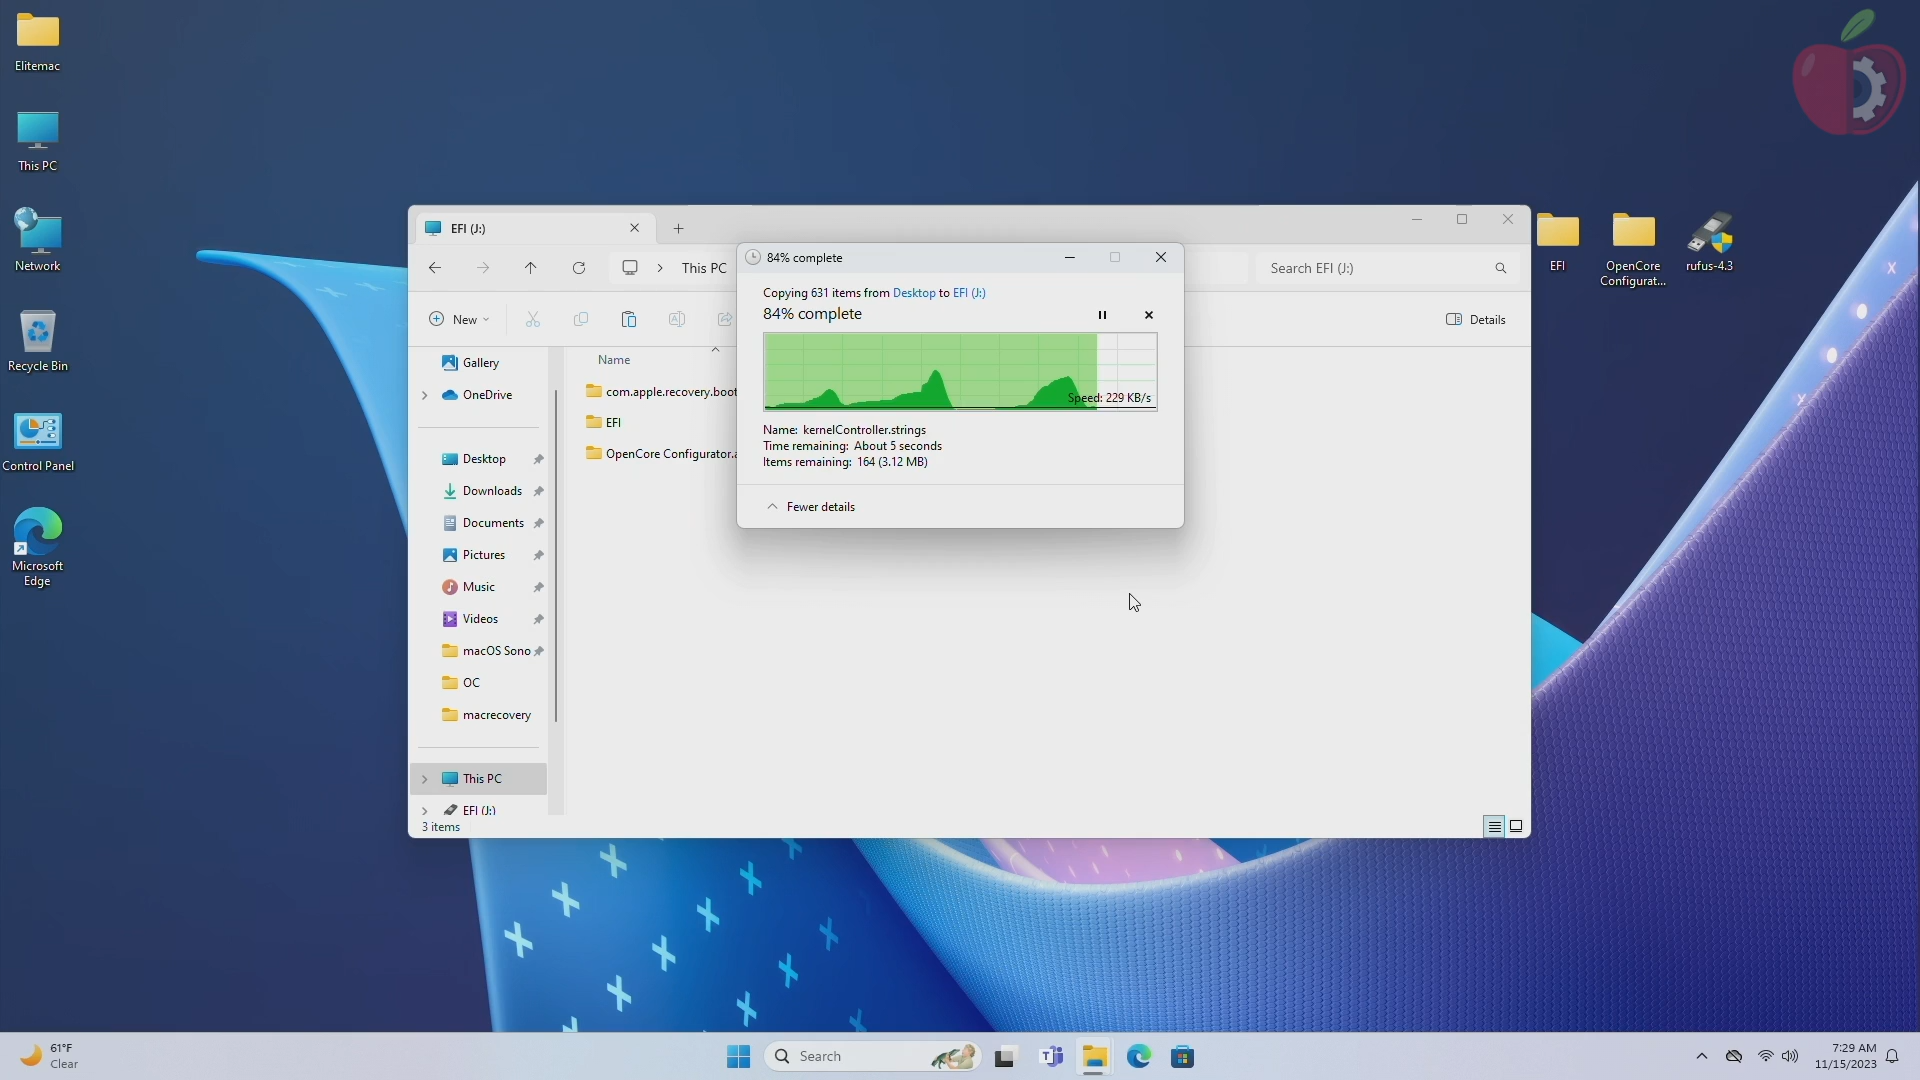 Elitemac
This PC
Network
Recycle Bin
Control Panel
Microsoft
Edge
EFI
OpenCore
Configurat...
rufus-4.3
EFI (J:)
This PC
Search EFI (J:)
New
Details
Gallery
OneDrive
Desktop
Downloads
Documents
Pictures
Music
Videos
macOS Sono
OC
macrecovery
This PC
EFI (J:)
3 items
Name
com.apple.recovery.boot
EFI
OpenCore Configurator.a
84% complete
Copying 631 items from Desktop to EFI (J:)
84% complete
Speed: 229 KB/s
Name: kernelController.strings
Time remaining: About 5 seconds
Items remaining: 164 (3.12 MB)
Fewer details
61°F
Clear
Search
7:29 AM
11/15/2023